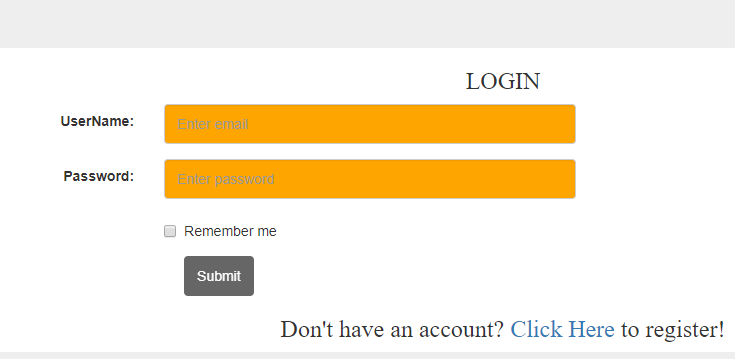 LOGIN
UserName:
Enter email
Password:
Enter password
Remember me
Submit
Don't have an account? Click Here to register!